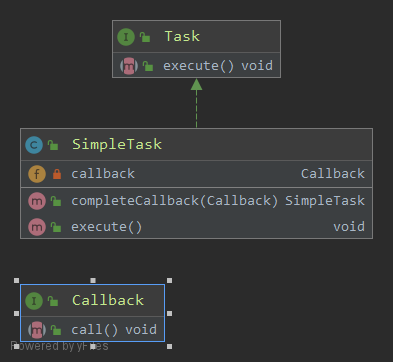 I Task
m execute() void
C SimpleTask
f callback Callback
m completeCallback(Callback) SimpleTask
m execute() void
I Callback
m call() void
Powered by yFiles